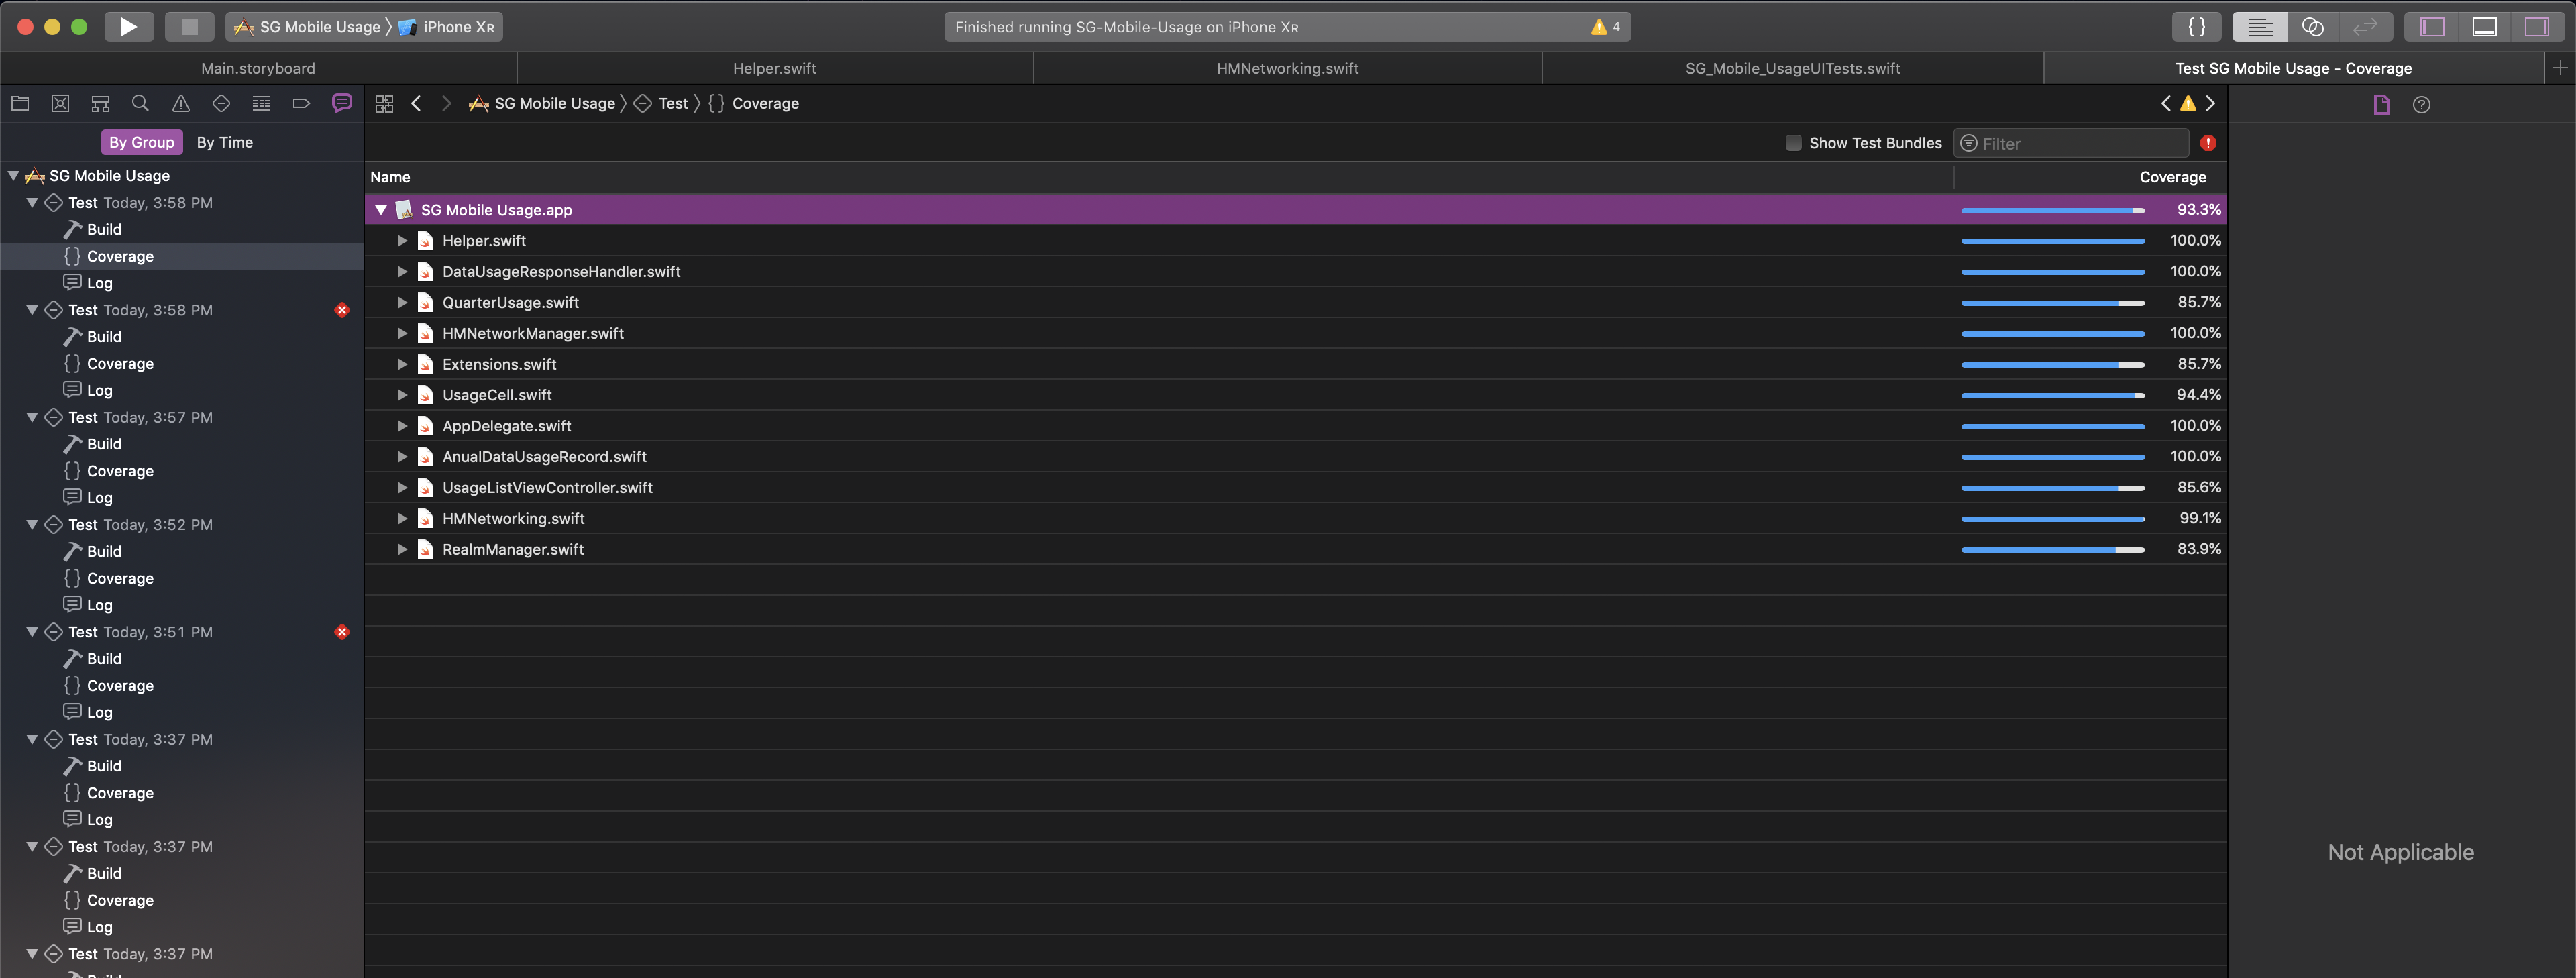 SG Mobile Usage iPhone Xʀ
Finished running SG-Mobile-Usage on iPhone Xʀ 4
{ }
Main.storyboard
Helper.swift
HMNetworking.swift
SG_Mobile_UsageUITests.swift
Test SG Mobile Usage - Coverage
SG Mobile Usage Test { } Coverage
By Group By Time
Show Test Bundles Filter
SG Mobile Usage
Test Today, 3:58 PM
Build
{ } Coverage
Log
Test Today, 3:58 PM
Build
{ } Coverage
Log
Test Today, 3:57 PM
Build
{ } Coverage
Log
Test Today, 3:52 PM
Build
{ } Coverage
Log
Test Today, 3:51 PM
Build
{ } Coverage
Log
Test Today, 3:37 PM
Build
{ } Coverage
Log
Test Today, 3:37 PM
Build
{ } Coverage
Log
Test Today, 3:37 PM
Name Coverage
SG Mobile Usage.app 93.3%
Helper.swift 100.0%
DataUsageResponseHandler.swift 100.0%
QuarterUsage.swift 85.7%
HMNetworkManager.swift 100.0%
Extensions.swift 85.7%
UsageCell.swift 94.4%
AppDelegate.swift 100.0%
AnualDataUsageRecord.swift 100.0%
UsageListViewController.swift 85.6%
HMNetworking.swift 99.1%
RealmManager.swift 83.9%
Not Applicable